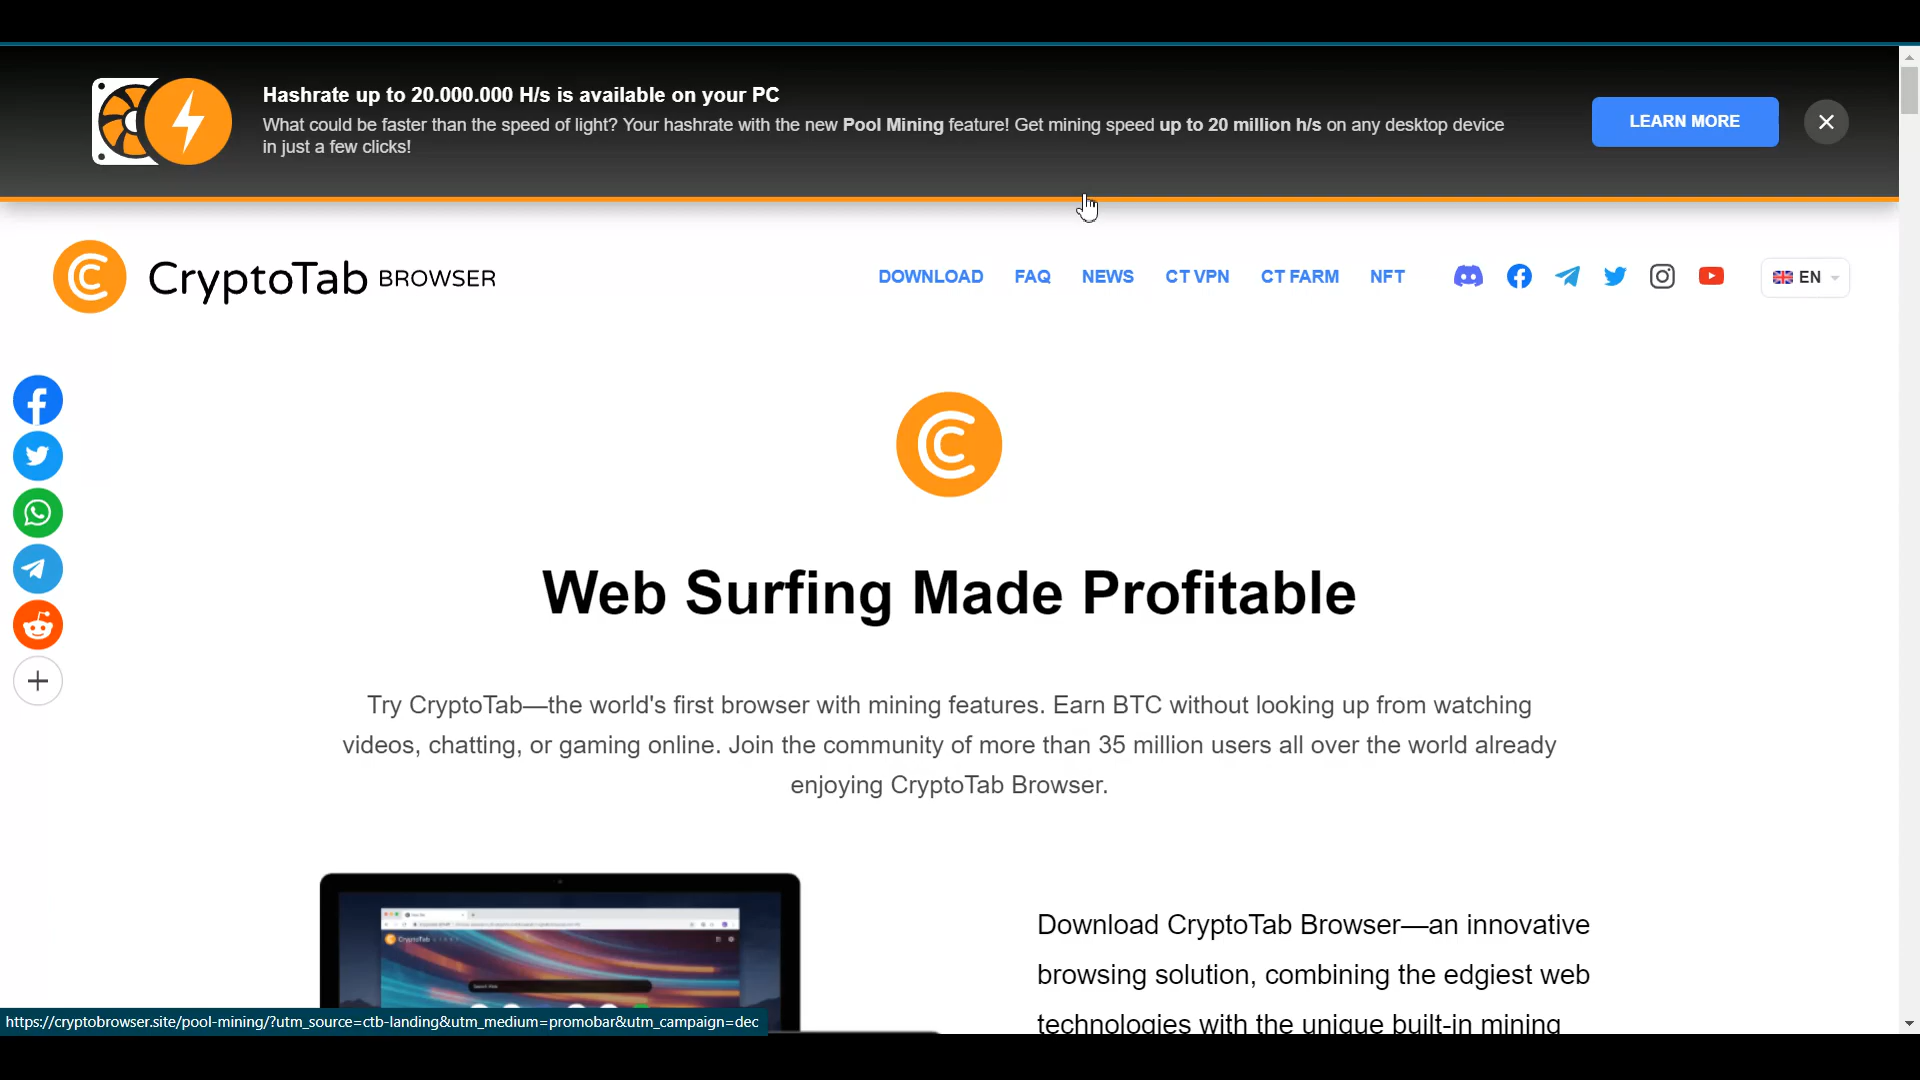 Hashrate up to 20.000.000 H/s is available on your PC
What could be faster than the speed of light? Your hashrate with the new Pool Mining feature! Get mining speed up to 20 million h/s on any desktop device
in just a few clicks!
LEARN MORE
CryptoTab BROWSER
DOWNLOAD FAQ NEWS CT VPN CT FARM NFT EN
Web Surfing Made Profitable
Try CryptoTab—the world's first browser with mining features. Earn BTC without looking up from watching
videos, chatting, or gaming online. Join the community of more than 35 million users all over the world already
enjoying CryptoTab Browser.
CryptoTab
Download CryptoTab Browser—an innovative
browsing solution, combining the edgiest web
technologies with the unique built-in mining
https://cryptobrowser.site/pool-mining/?utm_source=ctb-landing&utm_medium=promobar&utm_campaign=dec